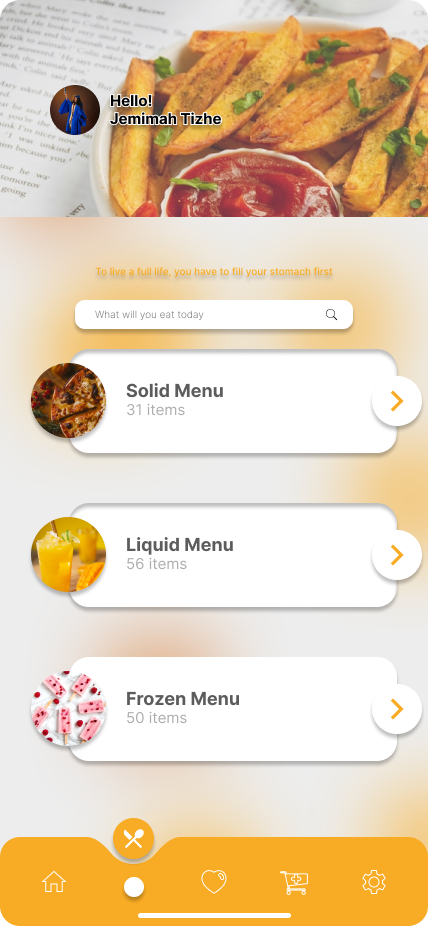 Hello!
Jemimah Tizhe
To live a full life, you have to fill your stomach first
What will you eat today
Solid Menu
31 items
Liquid Menu
56 items
Frozen Menu
50 items